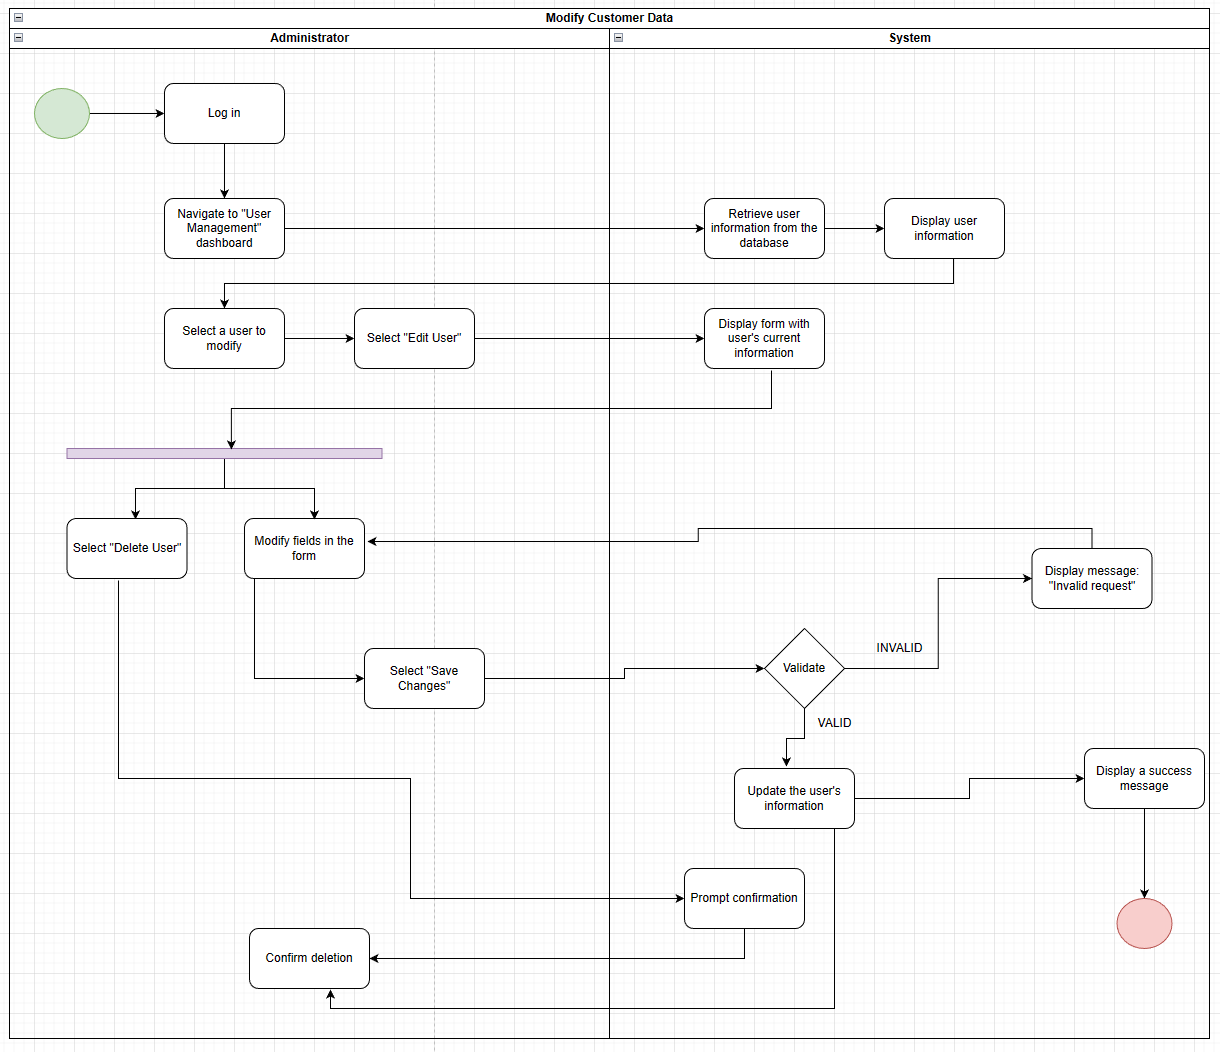 Modify Customer Data
Administrator
System
Log in
Navigate to "User
Management"
dashboard
Retrieve user
information from the
database
Display user
information
Select a user to
modify
Select "Edit User"
Display form with
user's current
information
Select "Delete User"
Modify fields in the
form
Display message:
"Invalid request"
INVALID
Validate
Select "Save
Changes"
VALID
Update the user's
information
Display a success
message
Prompt confirmation
Confirm deletion